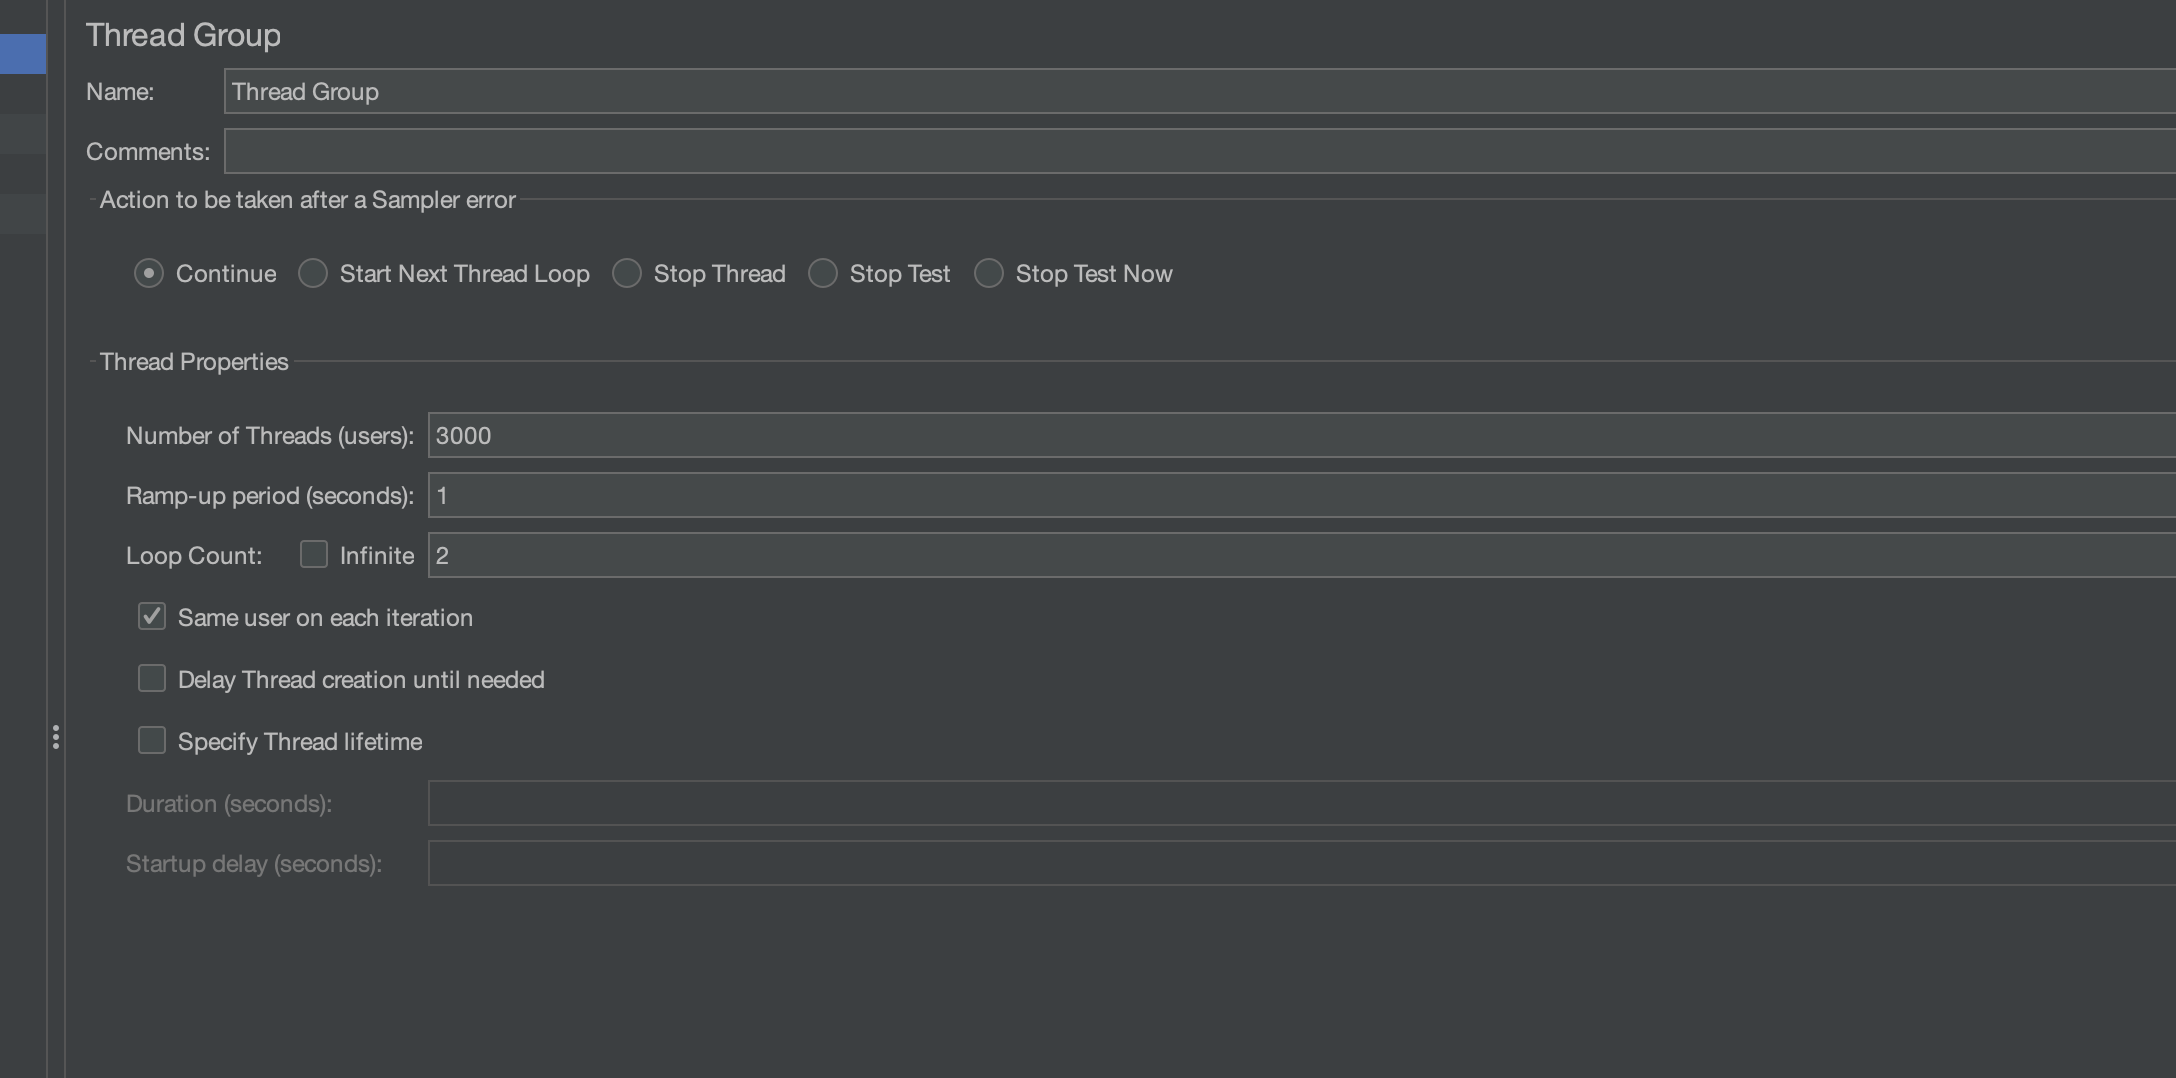 Thread Group
Name: Thread Group
Comments:
Action to be taken after a Sampler error
Continue Start Next Thread Loop Stop Thread Stop Test Stop Test Now
Thread Properties
Number of Threads (users): 3000
Ramp-up period (seconds): 1
Loop Count: Infinite 2
Same user on each iteration
Delay Thread creation until needed
Specify Thread lifetime
Duration (seconds):
Startup delay (seconds):